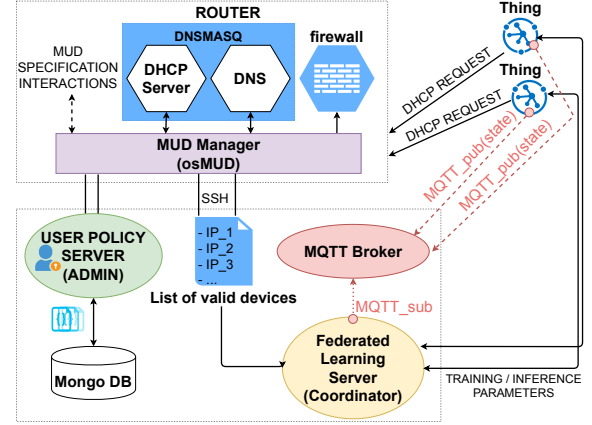 ROUTER
DNSMASQ
firewall
Thing
MUD
SPECIFICATION
INTERACTIONS
DHCP
Server
DNS
DHCP REQUEST
Thing
DHCP REQUEST
MUD Manager
(osMUD)
MQTT_pub(state)
MQTT_pub(state)
SSH
USER POLICY
SERVER
(ADMIN)
- IP_1
- IP_2
- IP_3
- ...
MQTT Broker
List of valid devices
MQTT_sub
Federated
Learning
Server
(Coordinator)
Mongo DB
TRAINING / INFERENCE
PARAMETERS